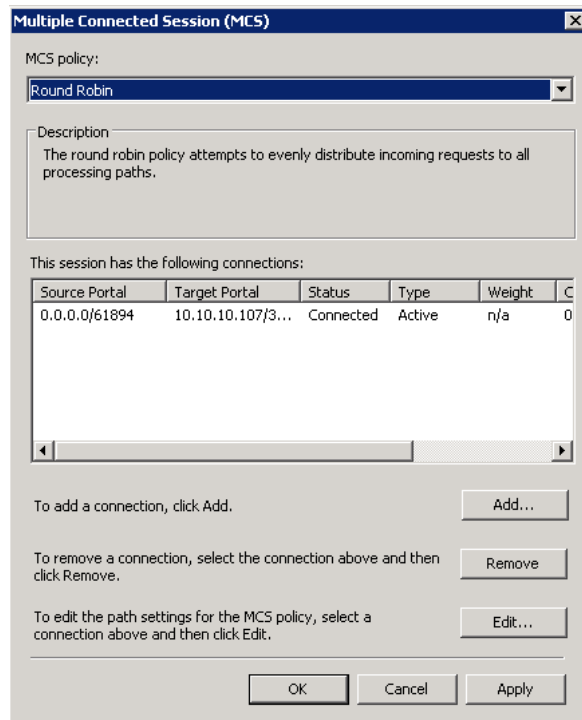 Multiple Connected Session (MCS)
MCS policy:
Round Robin
Description
The round robin policy attempts to evenly distribute incoming requests to all
processing paths.
This session has the following connections:
Source Portal Target Portal Status Type Weight C
0.0.0.0/61894 10.10.10.107/3... Connected Active n/a 0
To add a connection, click Add. Add...
To remove a connection, select the connection above and then
click Remove. Remove
To edit the path settings for the MCS policy, select a
connection above and then click Edit. Edit...
OK Cancel Apply